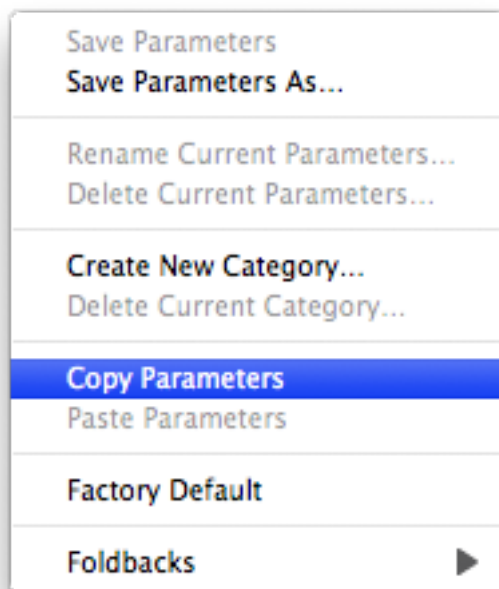 Save Parameters
Save Parameters As...
Rename Current Parameters...
Delete Current Parameters...
Create New Category...
Delete Current Category...
Copy Parameters
Paste Parameters
Factory Default
Foldbacks